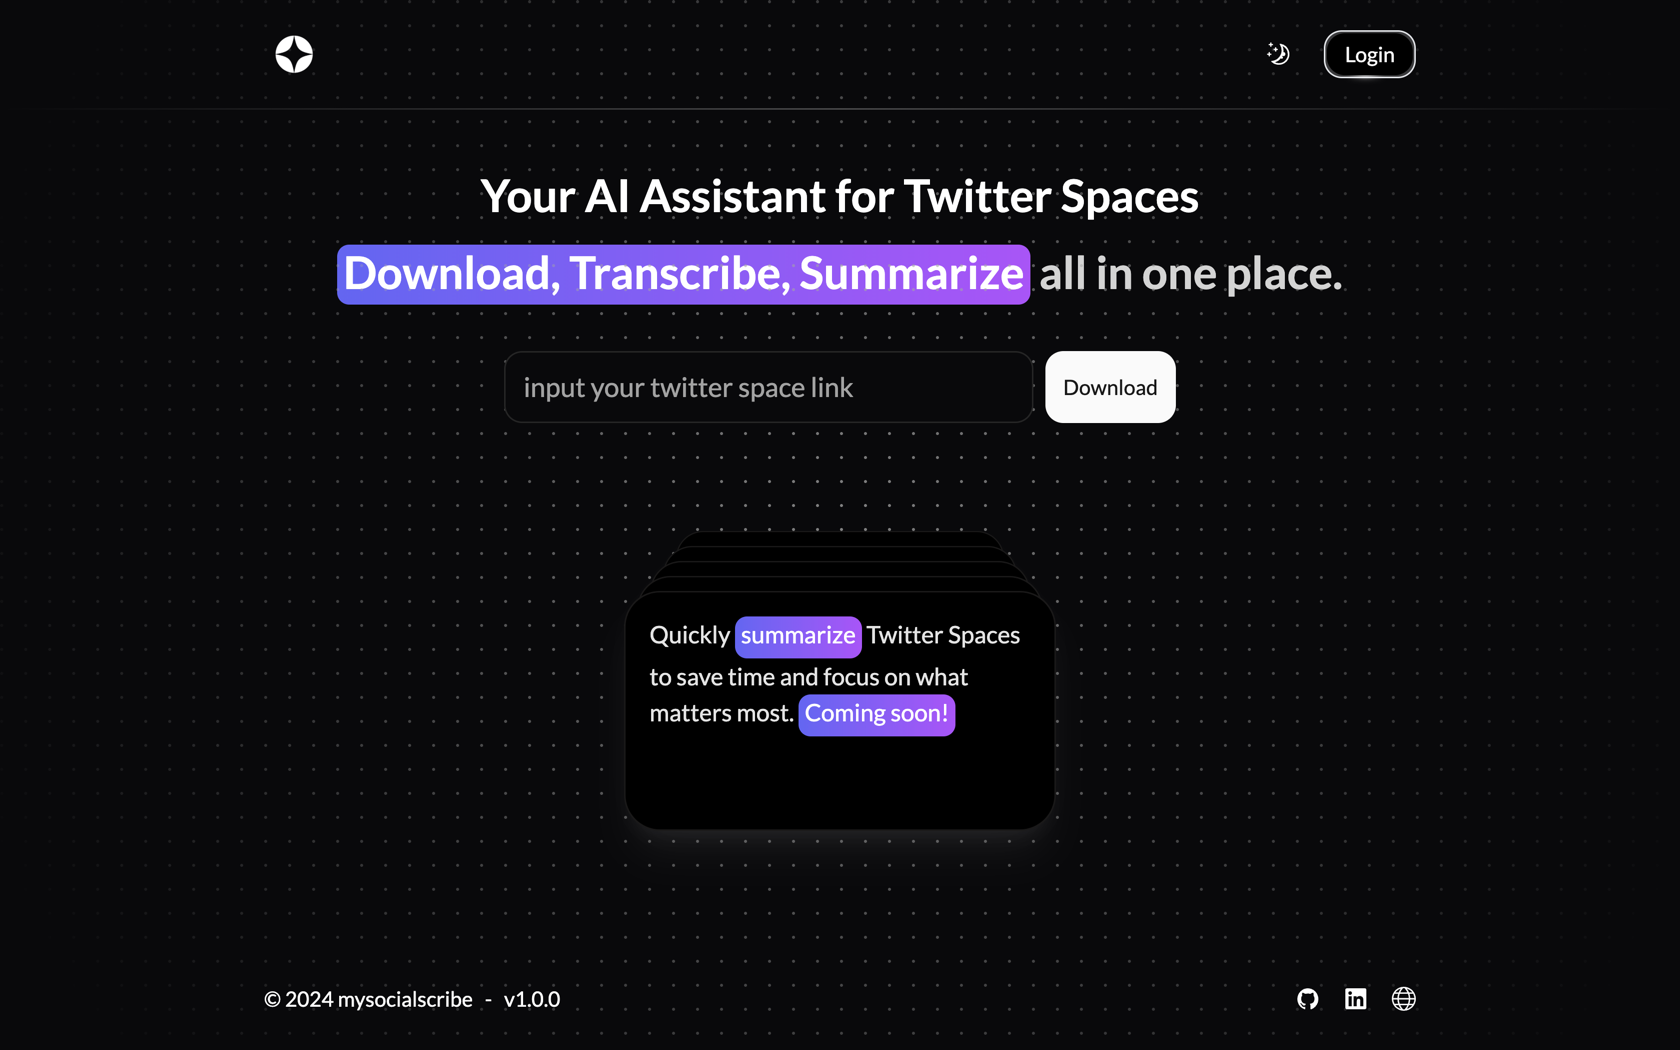 Login
Your AI Assistant for Twitter Spaces
Download, Transcribe, Summarize all in one place.
input your twitter space link
Download
Quickly summarize Twitter Spaces
to save time and focus on what
matters most. Coming soon!
© 2024 mysocialscribe - v1.0.0